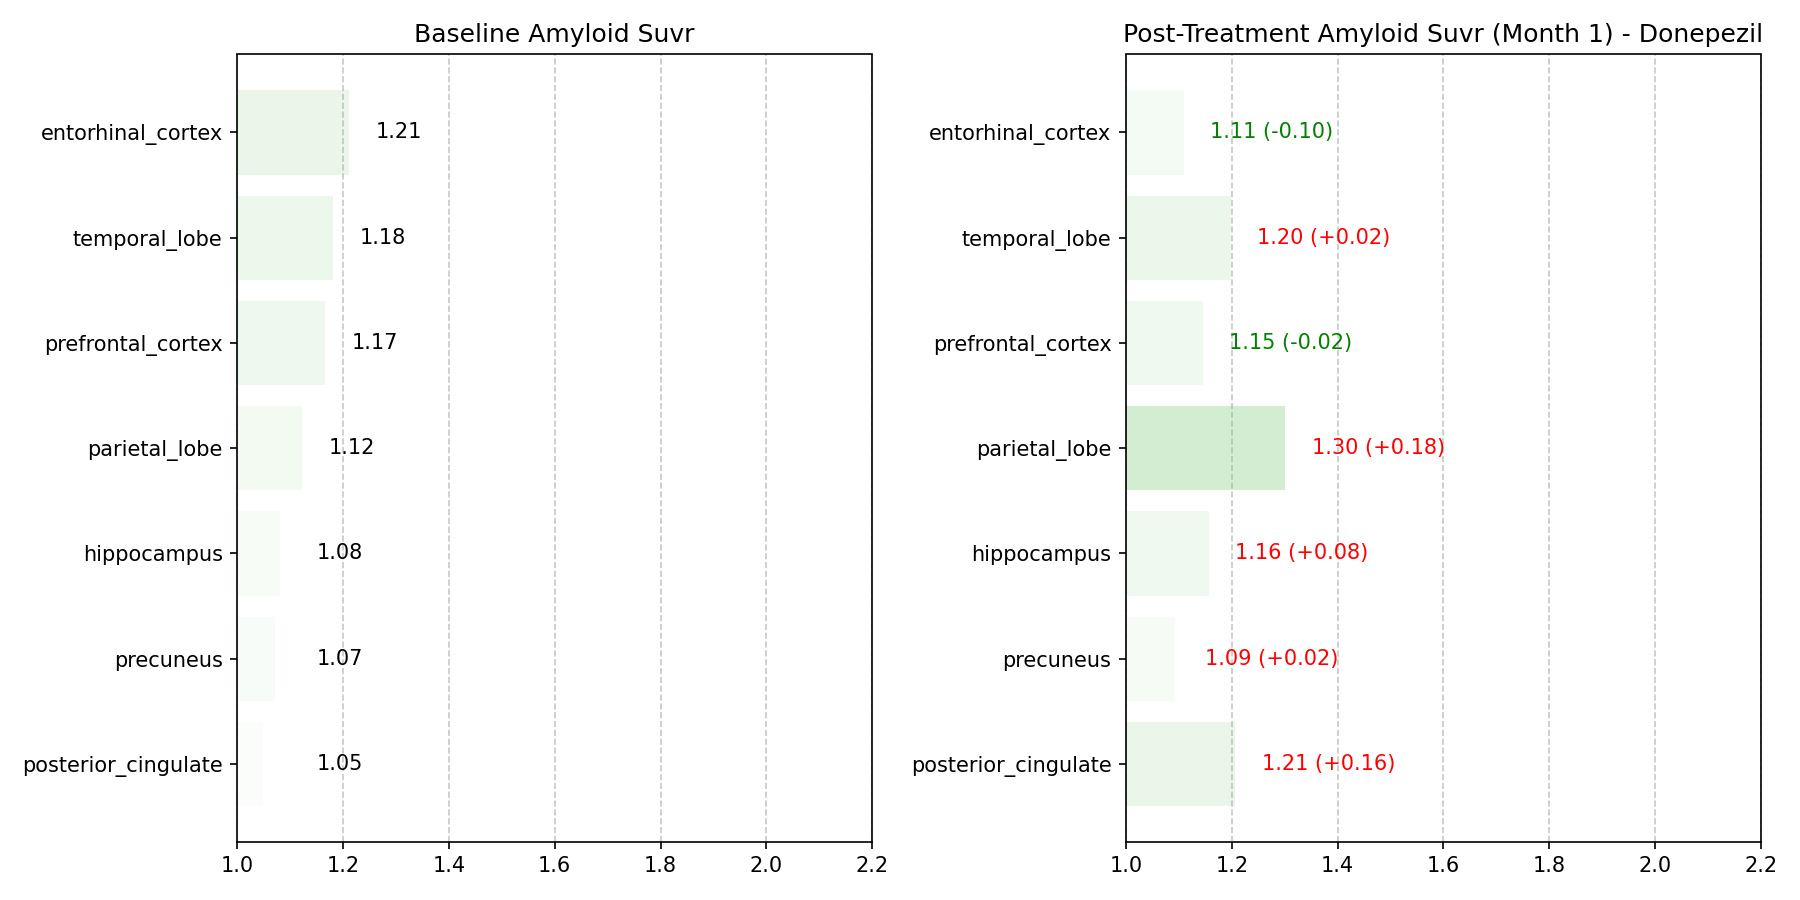 Baseline Amyloid Suvr
entorhinal_cortex 1.21
temporal_lobe 1.18
prefrontal_cortex 1.17
parietal_lobe 1.12
hippocampus 1.08
precuneus 1.07
posterior_cingulate 1.05
1.0 1.2 1.4 1.6 1.8 2.0 2.2
Post-Treatment Amyloid Suvr (Month 1) - Donepezil
entorhinal_cortex 1.11 (-0.10)
temporal_lobe 1.20 (+0.02)
prefrontal_cortex 1.15 (-0.02)
parietal_lobe 1.30 (+0.18)
hippocampus 1.16 (+0.08)
precuneus 1.09 (+0.02)
posterior_cingulate 1.21 (+0.16)
1.0 1.2 1.4 1.6 1.8 2.0 2.2